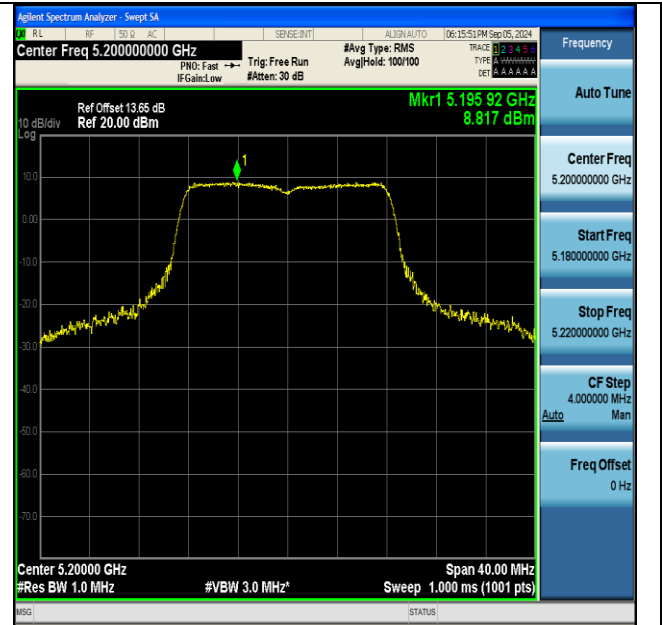 Agilent Spectrum Analyzer - Swept SA
RL RF 50 Ω AC SENSE:INT ALIGN AUTO 06:15:51 PM Sep 05, 2024
Center Freq 5.200000000 GHz
PNO: Fast
IFGain:Low
Trig: Free Run
#Atten: 30 dB
#Avg Type: RMS
Avg|Hold: 100/100
TRACE 1 2 3 4 5 6
TYPE A
DET A A A A A A
Ref Offset 13.65 dB
10 dB/div Ref 20.00 dBm
Log
Mkr1 5.195 92 GHz
8.817 dBm
1
10.0
0.00
-10.0
-20.0
-30.0
-40.0
-50.0
-60.0
-70.0
Center 5.20000 GHz
Span 40.00 MHz
#Res BW 1.0 MHz #VBW 3.0 MHz* Sweep 1.000 ms (1001 pts)
MSG STATUS
Frequency
Auto Tune
Center Freq
5.200000000 GHz
Start Freq
5.180000000 GHz
Stop Freq
5.220000000 GHz
CF Step
4.000000 MHz
Auto Man
Freq Offset
0 Hz